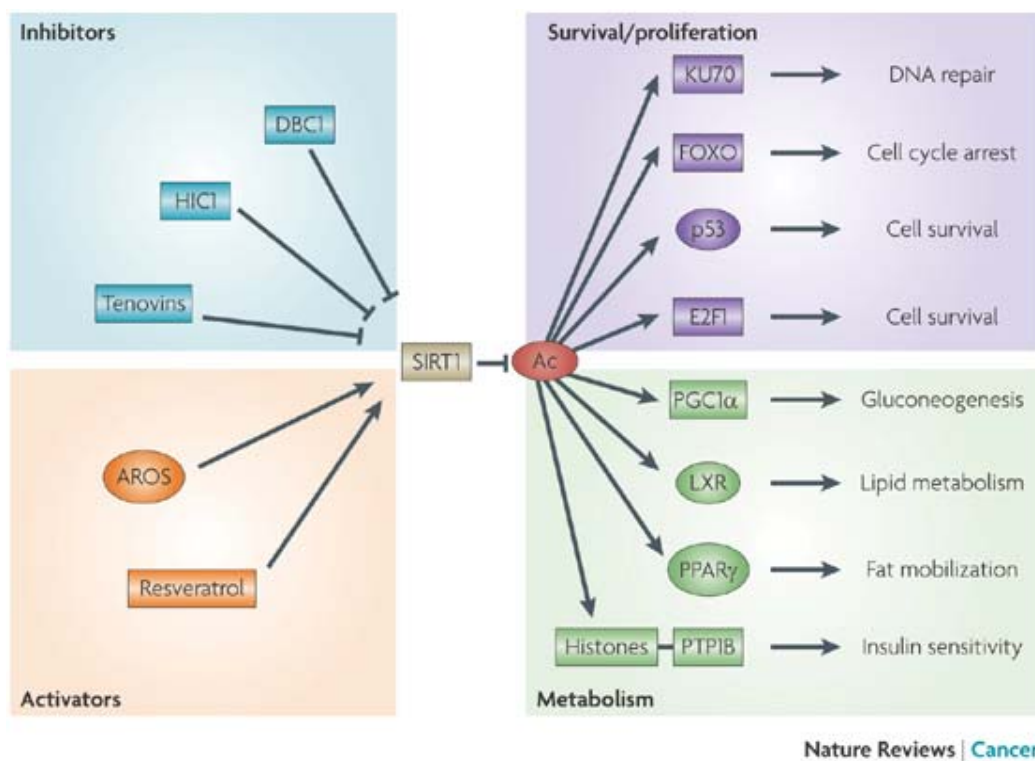 Inhibitors
DBC1
HIC1
Tenovins
AROS
Resveratrol
Activators
SIRT1
Ac
Survival/proliferation
KU70 DNA repair
FOXO Cell cycle arrest
p53 Cell survival
E2F1 Cell survival
PGC1α Gluconeogenesis
LXR Lipid metabolism
PPARγ Fat mobilization
Histones PTP1B Insulin sensitivity
Metabolism
Nature Reviews | Cancer